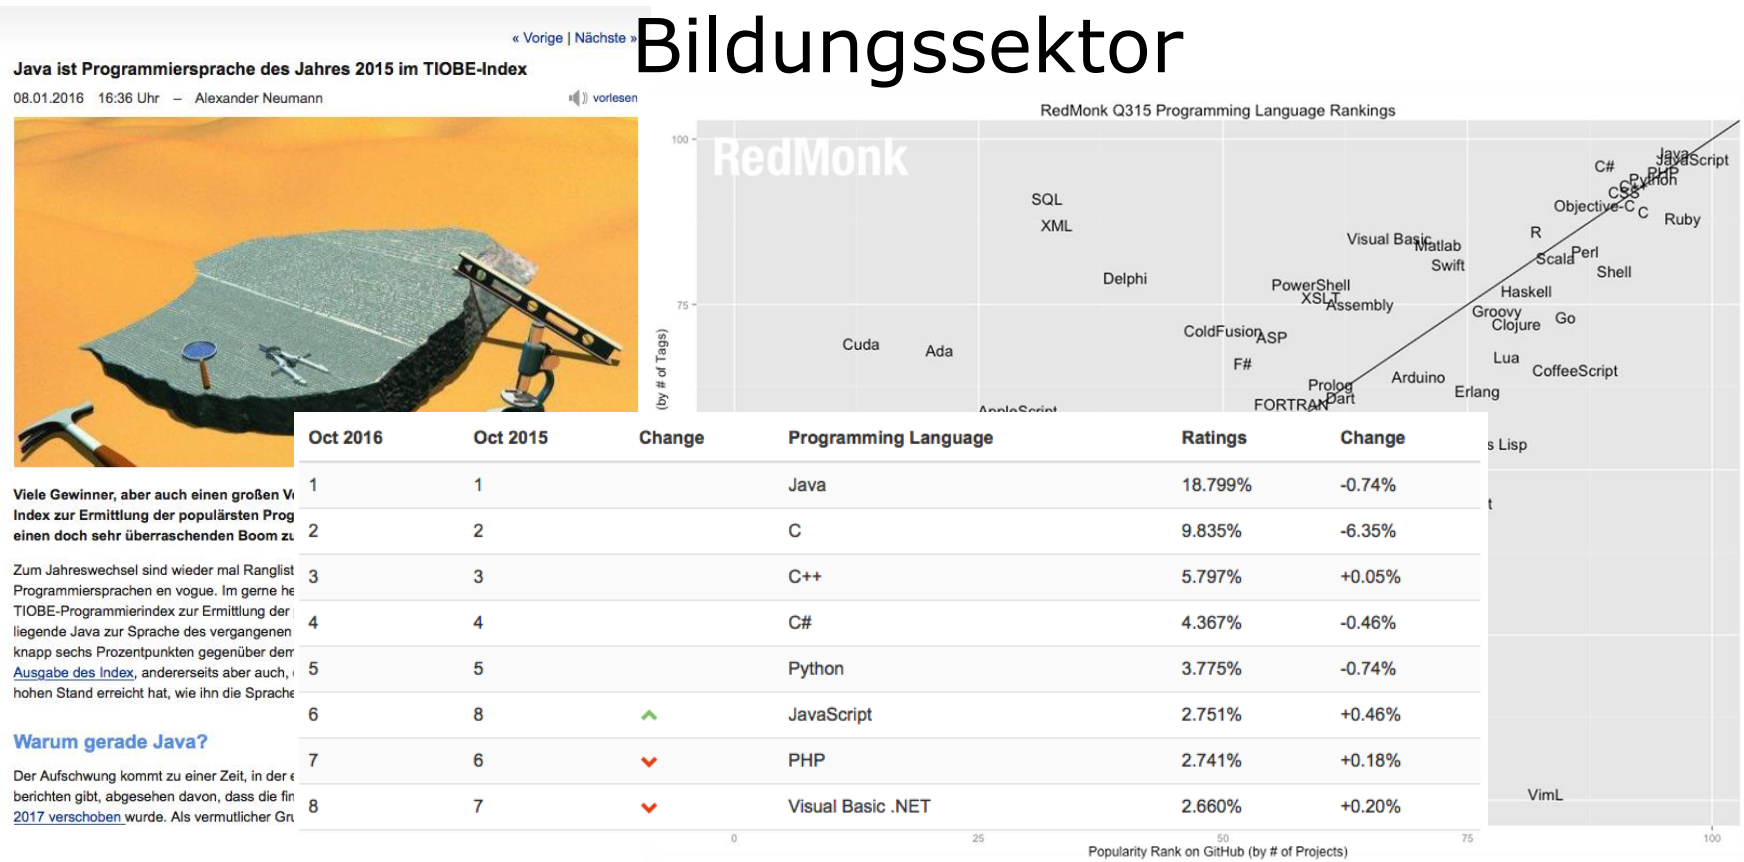 Bildungssektor
« Vorige | Nächste »
Java ist Programmiersprache des Jahres 2015 im TIOBE-Index
08.01.2016 16:36 Uhr – Alexander Neumann
vorlesen
Viele Gewinner, aber auch einen großen
Index zur Ermittlung der populärsten
einen doch sehr überraschenden Boom
Zum Jahreswechsel sind wieder mal
Programmiersprachen en vogue. Im gerne
TIOBE-Programmierindex zur Ermittlung der
liegende Java zur Sprache des vergangenen
knapp sechs Prozentpunkten gegenüber dem
Ausgabe des Index, andererseits aber auch,
hohen Stand erreicht hat, wie ihn die Sprache
Warum gerade Java?
Der Aufschwung kommt zu einer Zeit, in der
berichten gibt, abgesehen davon, dass die
2017 verschoben wurde. Als vermutlicher
RedMonk Q315 Programming Language Rankings
RedMonk
100
75
(by # of Tags)
Java
JavaScript
C#
PHP
Python
C++
CSS
SQL
Objective-C
C
Ruby
XML
R
Visual Basic
Matlab
Perl
Scala
Swift
Shell
Delphi
PowerShell
Haskell
XSLT
Assembly
Groovy
Go
Clojure
ColdFusion
ASP
Cuda
Ada
Lua
F#
CoffeeScript
Arduino
Prolog
Erlang
Dart
FORTRAN
AppleScript
Lisp
VimL
0 25 50 75 100
Popularity Rank on GitHub (by # of Projects)
Oct 2016 Oct 2015 Change Programming Language Ratings Change
1 1 Java 18.799% -0.74%
2 2 C 9.835% -6.35%
3 3 C++ 5.797% +0.05%
4 4 C# 4.367% -0.46%
5 5 Python 3.775% -0.74%
6 8 JavaScript 2.751% +0.46%
7 6 PHP 2.741% +0.18%
8 7 Visual Basic .NET 2.660% +0.20%